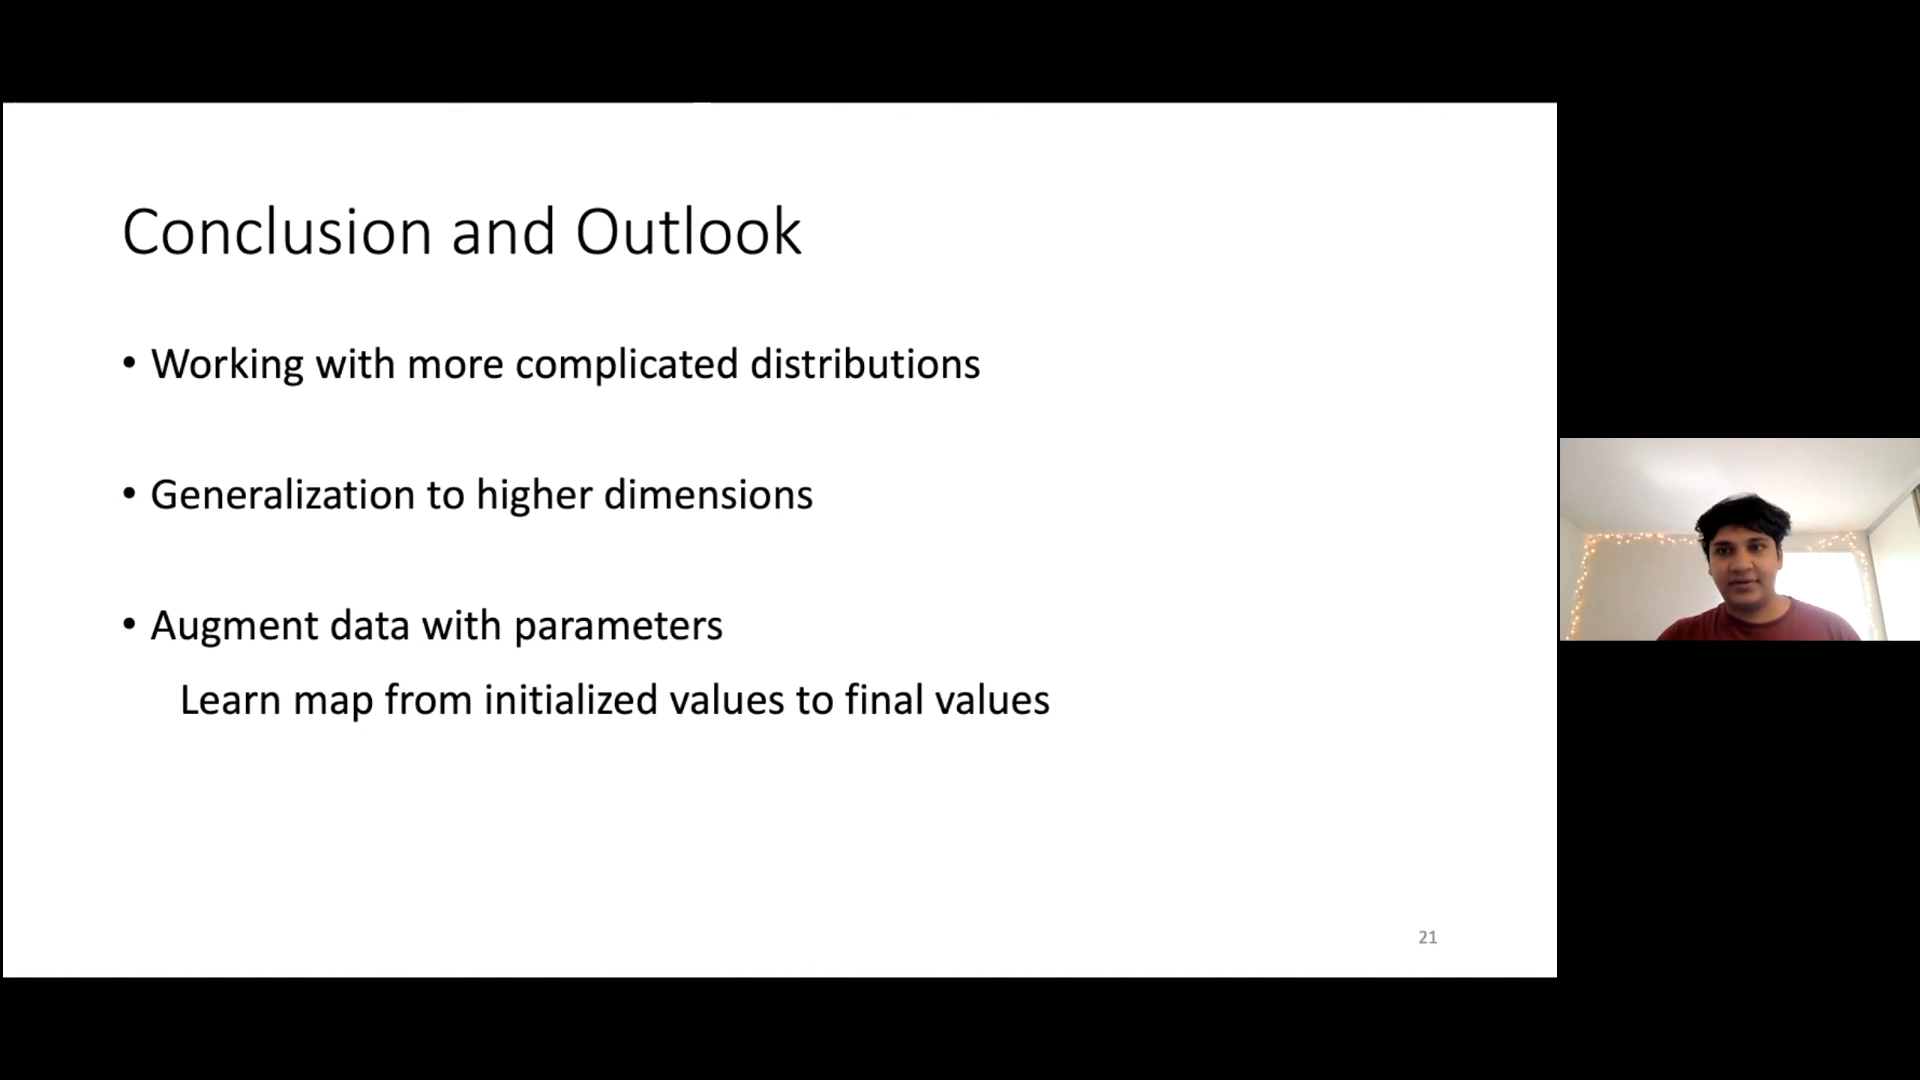 Conclusion and Outlook
• Working with more complicated distributions
• Generalization to higher dimensions
• Augment data with parameters
Learn map from initialized values to final values
21